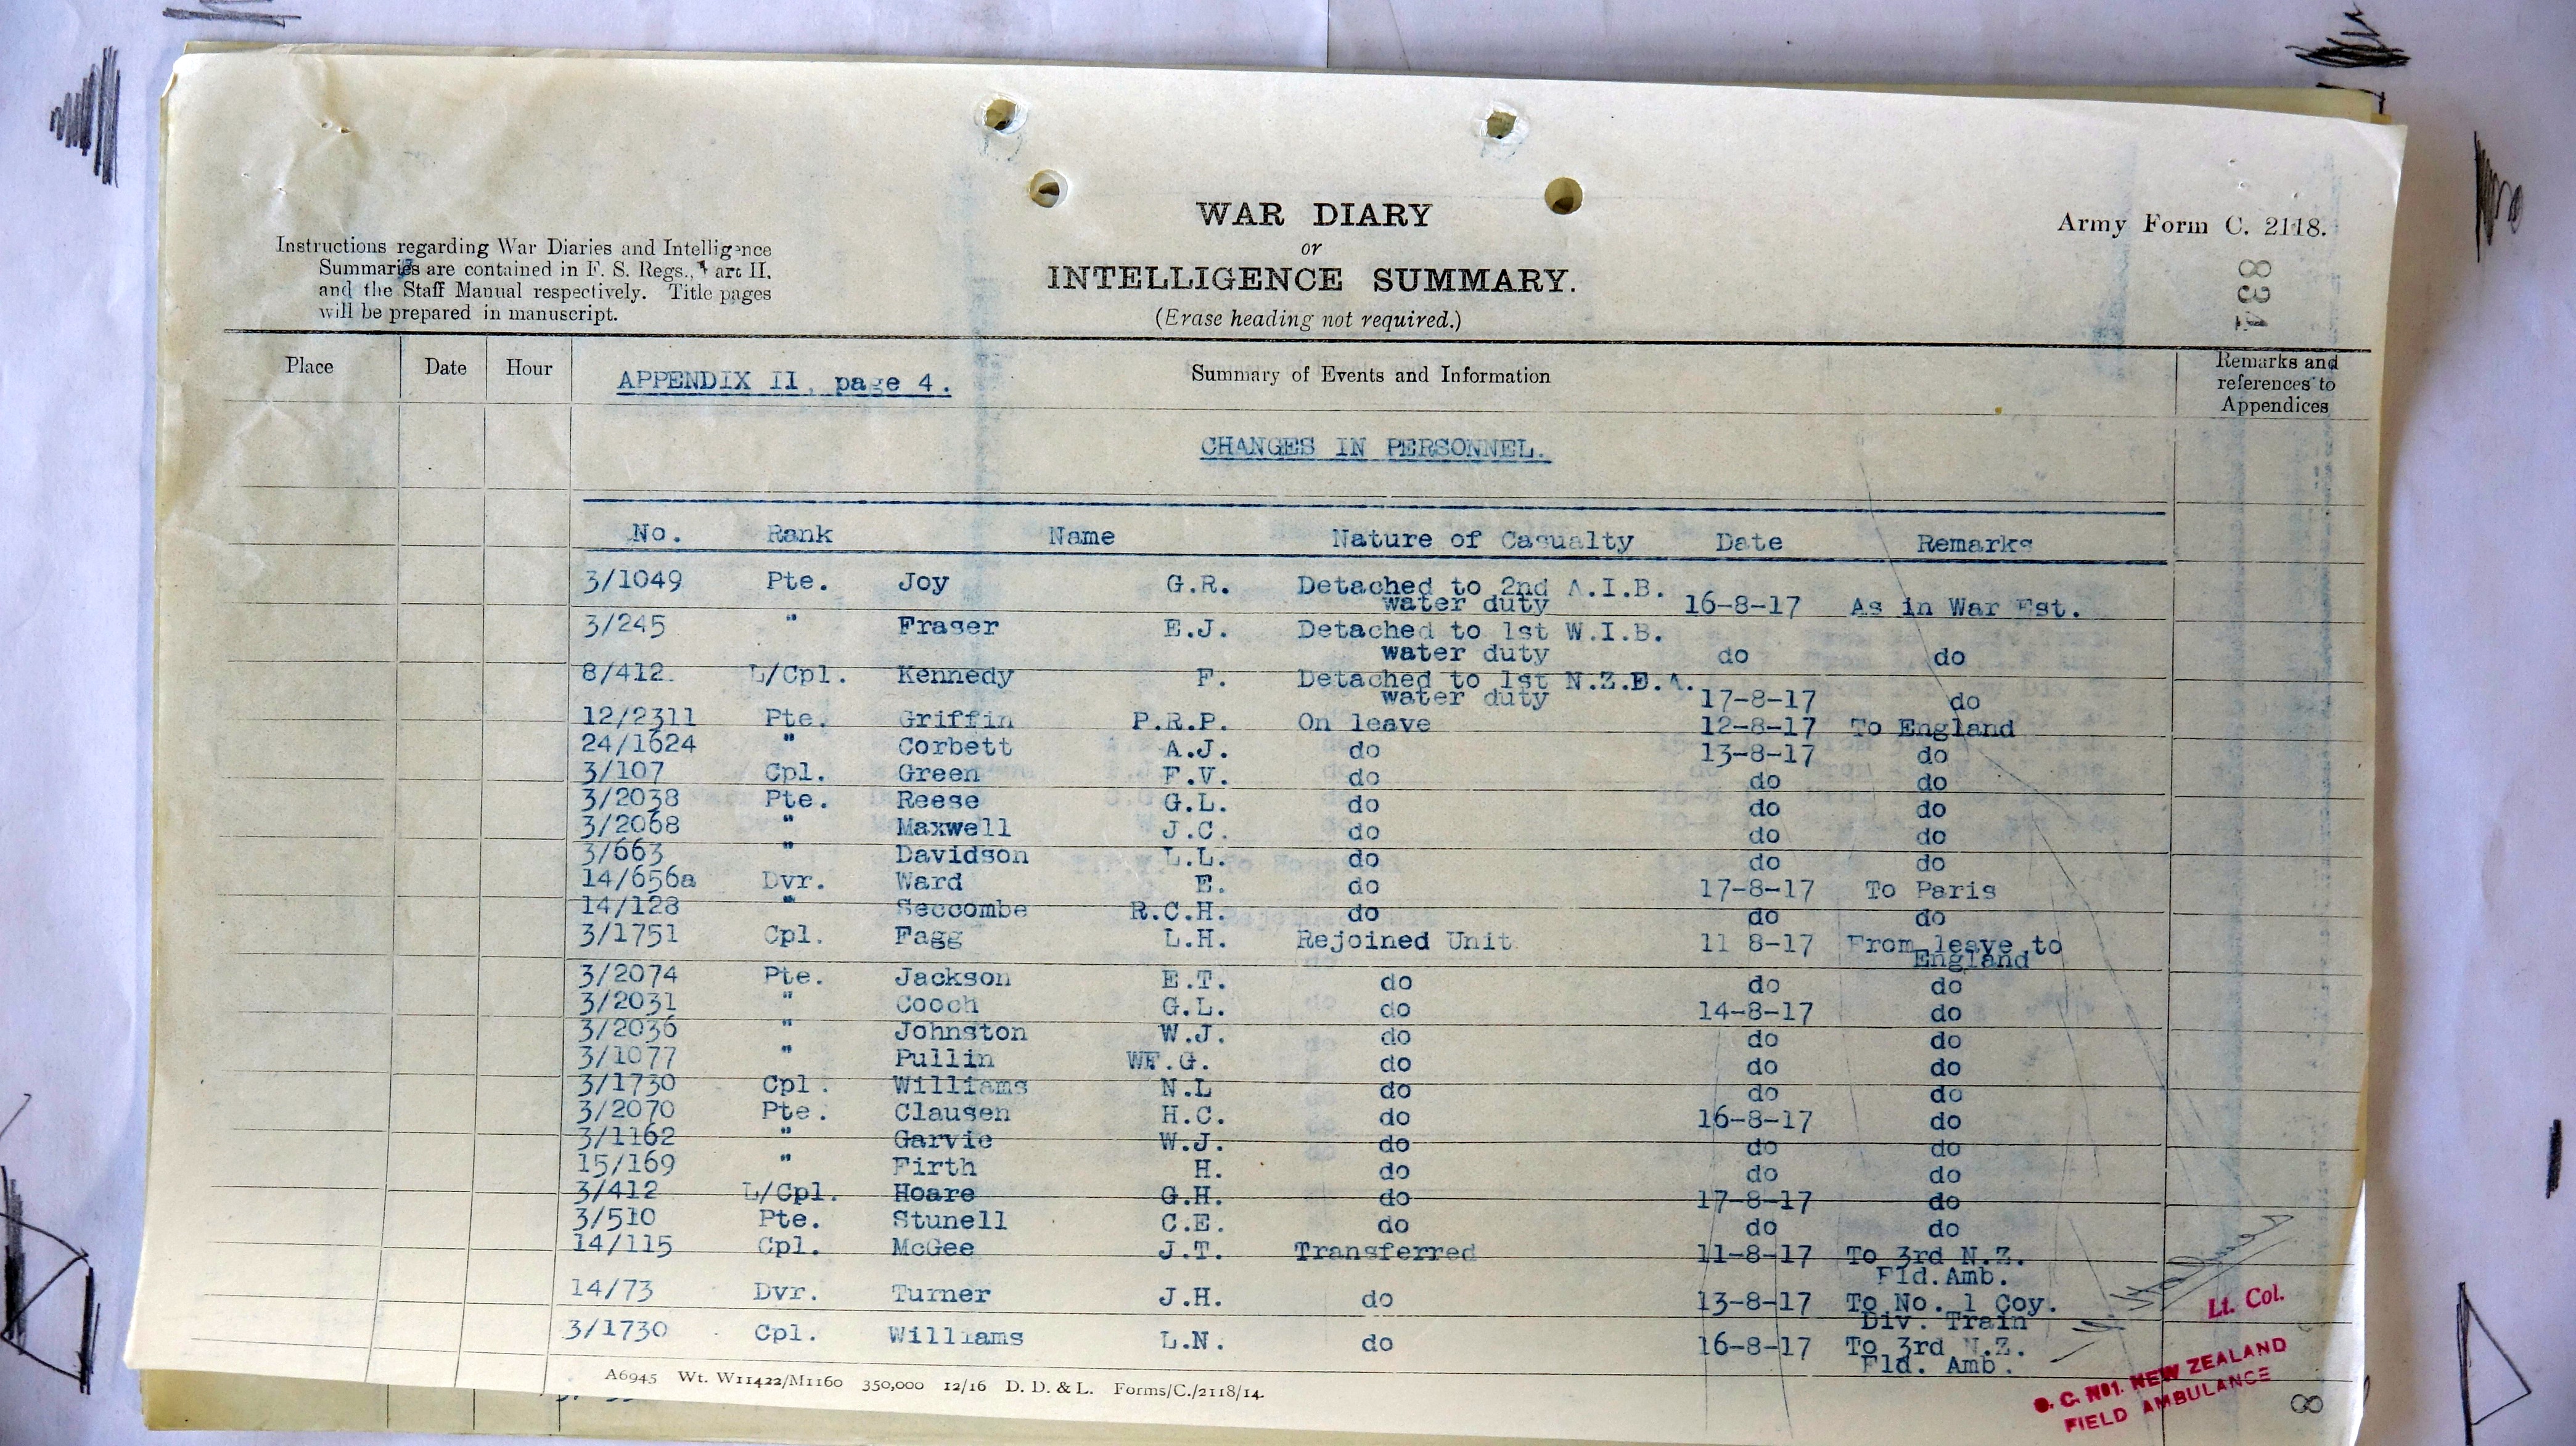 WAR DIARY
or
INTELLIGENCE SUMMARY.
(Erase heading not required.)
Army Form C. 2118.
834
Instructions regarding War Diaries and Intelligence
Summaries are contained in F. S. Regs., Part II,
and the Staff Manual respectively. Title pages
will be prepared in manuscript.
Place Date Hour Summary of Events and Information Remarks and references to Appendices
APPENDIX II, page 4.
CHANGES IN PERSONNEL.
No. Rank Name Nature of Casualty Date Remarks
3/1049 Pte. Joy G.R. Detached to 2nd A.I.B.
water duty 16-8-17 As in War Est.
3/245 " Fraser E.J. Detached to 1st W.I.B.
water duty do do
8/412 L/Cpl. Kennedy F. Detached to 1st N.Z.E.A.
water duty 17-8-17 do
12/2311 Pte. Griffin P.R.P. On leave 12-8-17 To England
24/1624 " Corbett A.J. do 13-8-17 do
3/107 Cpl. Green F.V. do do do
3/2038 Pte. Reese G.L. do do do
3/2068 " Maxwell J.C. do do do
3/663 " Davidson L.L. do do do
14/656a Dvr. Ward E. do 17-8-17 To Paris
14/128 " Seccombe R.C.H. do do do
3/1751 Cpl. Fagg L.H. Rejoined Unit 11 8-17 From leave to
England
3/2074 Pte. Jackson E.T. do do do
3/2031 " Cooch G.L. do 14-8-17 do
3/2036 " Johnston W.J. do do do
3/1077 " Pullin WF.G. do do do
3/1730 Cpl. Williams N.L do do do
3/2070 Pte. Clausen H.C. do 16-8-17 do
3/1162 " Garvie W.J. do do do
15/169 " Firth H. do do do
3/412 L/Cpl. Hoare G.H. do 17-8-17 do
3/510 Pte. Stunell C.E. do do do
14/115 Cpl. McGee J.T. Transferred 11-8-17 To 3rd N.Z.
Fld. Amb.
14/73 Dvr. Turner J.H. do 13-8-17 To No. 1 Coy.
Div. Train
3/1730 Cpl. Williams L.N. do 16-8-17 To 3rd N.Z.
Fld. Amb.
Lt. Col.
O. C. No1. NEW ZEALAND
FIELD AMBULANCE
8
A6945 Wt. W11422/M1160 350,000 12/16 D. D. & L. Forms/C./2118/14.